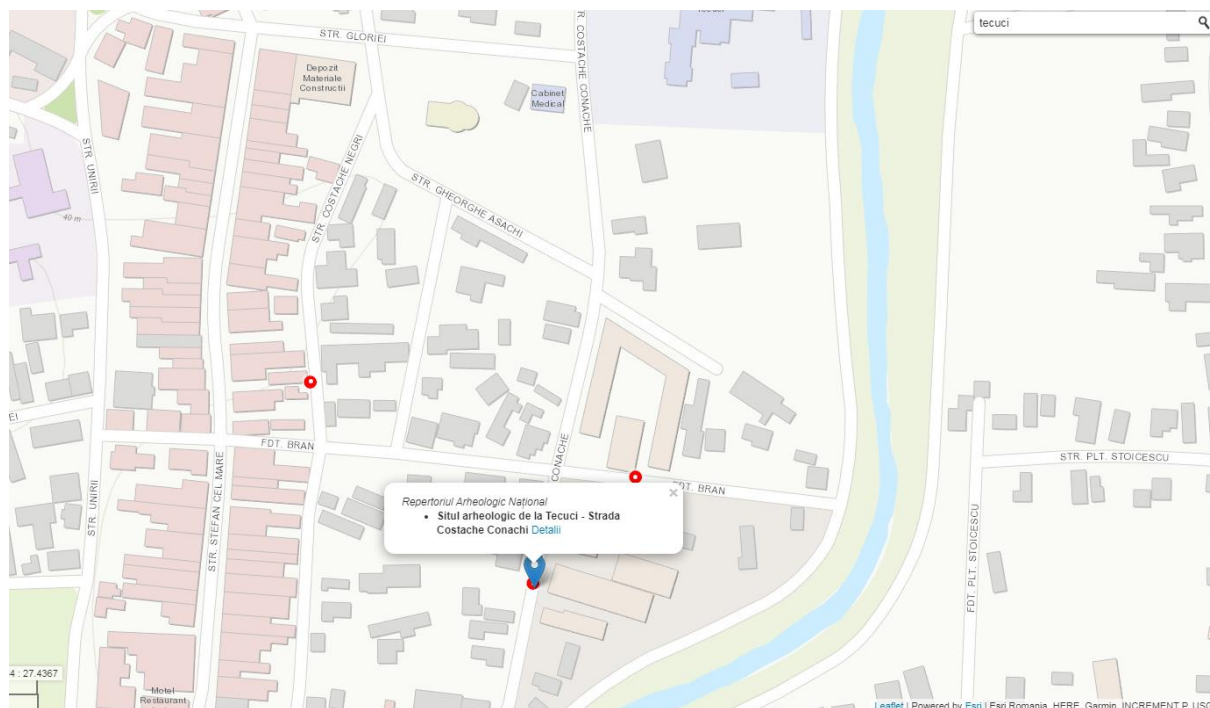 tecuci
STR. GLORIEI
STR. COSTACHE CONACHE
Depozit
Materiale
Constructii
Cabinet
Medical
STR. UNIRII
STR. COSTACHE NEGRI
STR. GHEORGHE ASACHI
40 m
EI
FDT. BRAN
CONACHE
STR. PLT. STOICESCU
STR. UNIRII
STR. STEFAN CEL MARE
FDT. BRAN
Repertoriul Arheologic Național
Situl arheologic de la Tecuci - Strada
Costache Conachi Detalii
FDT. PLT. STOICESCU
4 : 27.4367
Motel
Restaurant
Leaflet | Powered by Esri | Esri Romania, HERE, Garmin, INCREMENT P, USG